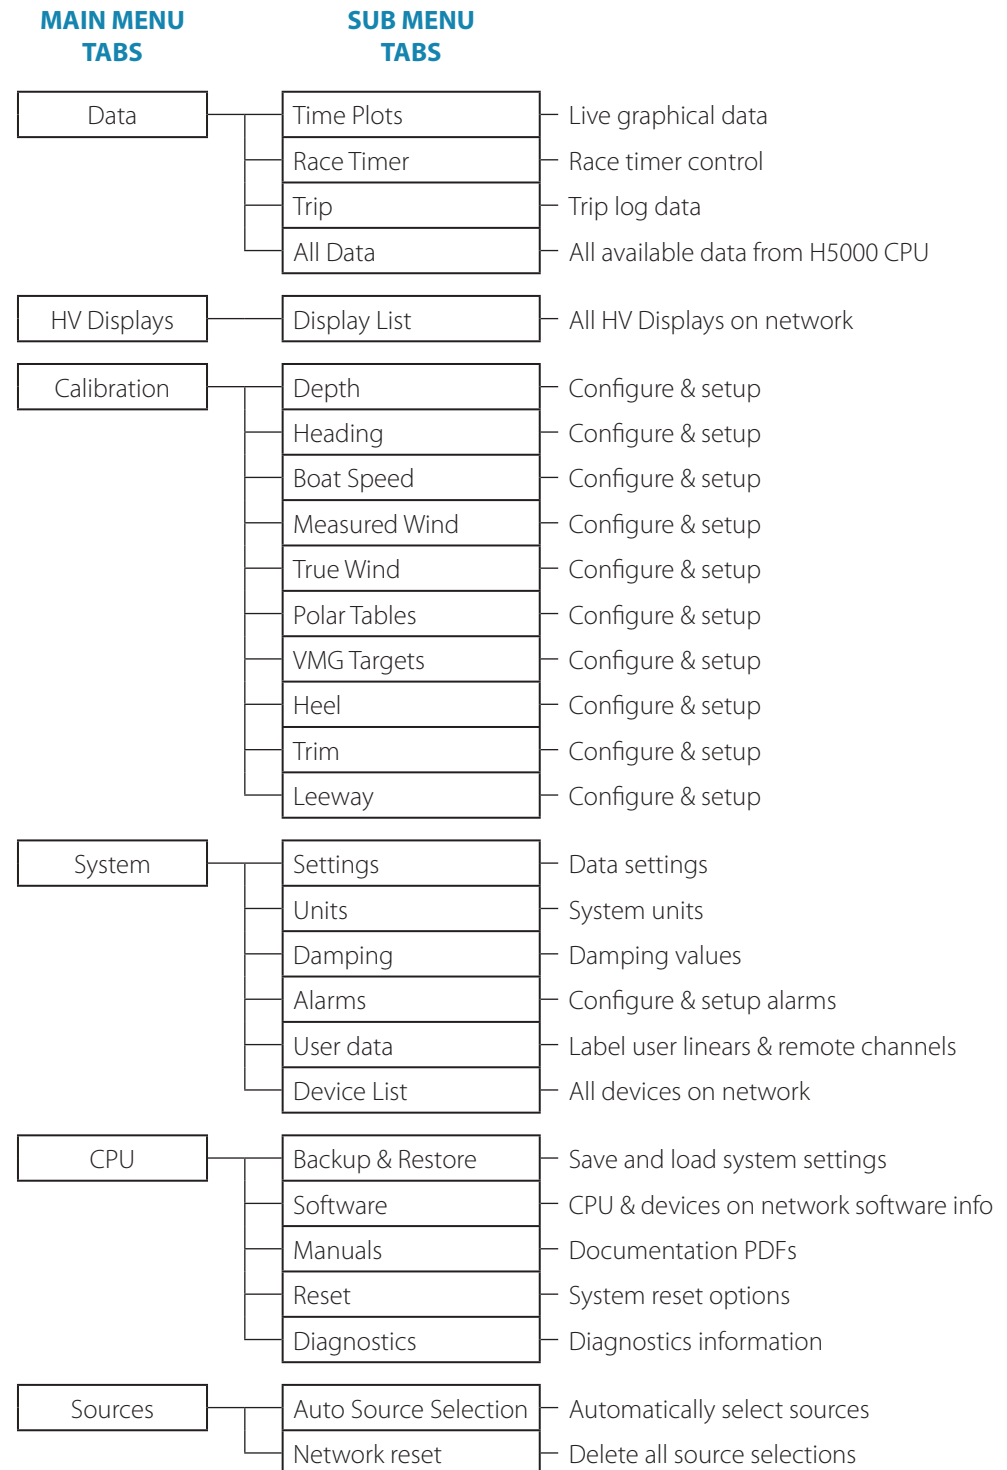 MAIN MENU TABS
SUB MENU TABS
Data
Time Plots
Live graphical data
Race Timer
Race timer control
Trip
Trip log data
All Data
All available data from H5000 CPU
HV Displays
Display List
All HV Displays on network
Calibration
Depth
Configure & setup
Heading
Configure & setup
Boat Speed
Configure & setup
Measured Wind
Configure & setup
True Wind
Configure & setup
Polar Tables
Configure & setup
VMG Targets
Configure & setup
Heel
Configure & setup
Trim
Configure & setup
Leeway
Configure & setup
System
Settings
Data settings
Units
System units
Damping
Damping values
Alarms
Configure & setup alarms
User data
Label user linears & remote channels
Device List
All devices on network
CPU
Backup & Restore
Save and load system settings
Software
CPU & devices on network software info
Manuals
Documentation PDFs
Reset
System reset options
Diagnostics
Diagnostics information
Sources
Auto Source Selection
Automatically select sources
Network reset
Delete all source selections